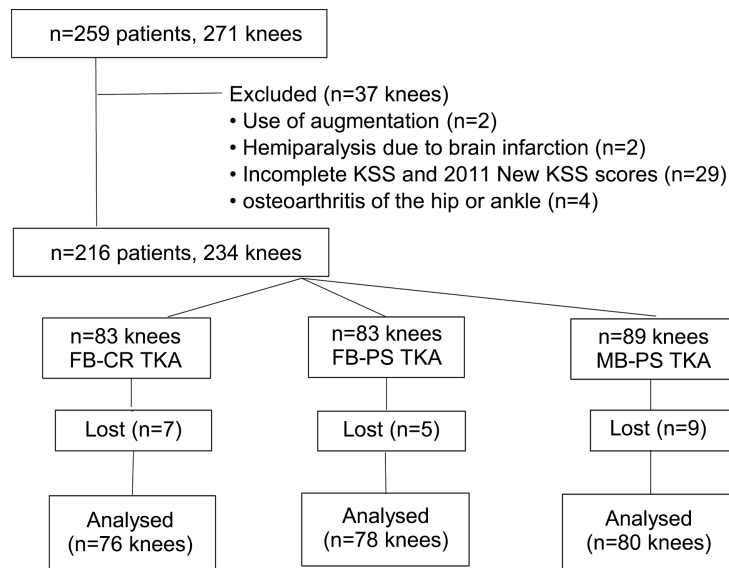 n=259 patients, 271 knees
Excluded (n=37 knees)
• Use of augmentation (n=2)
• Hemiparalysis due to brain infarction (n=2)
• Incomplete KSS and 2011 New KSS scores (n=29)
• osteoarthritis of the hip or ankle (n=4)
n=216 patients, 234 knees
n=83 knees
FB-CR TKA
n=83 knees
FB-PS TKA
n=89 knees
MB-PS TKA
Lost (n=7)
Lost (n=5)
Lost (n=9)
Analysed
(n=76 knees)
Analysed
(n=78 knees)
Analysed
(n=80 knees)